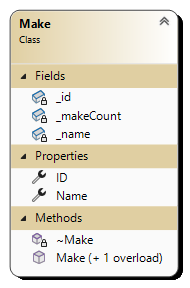 Make
Class
Fields
_id
_makeCount
_name
Properties
ID
Name
Methods
~Make
Make (+ 1 overload)